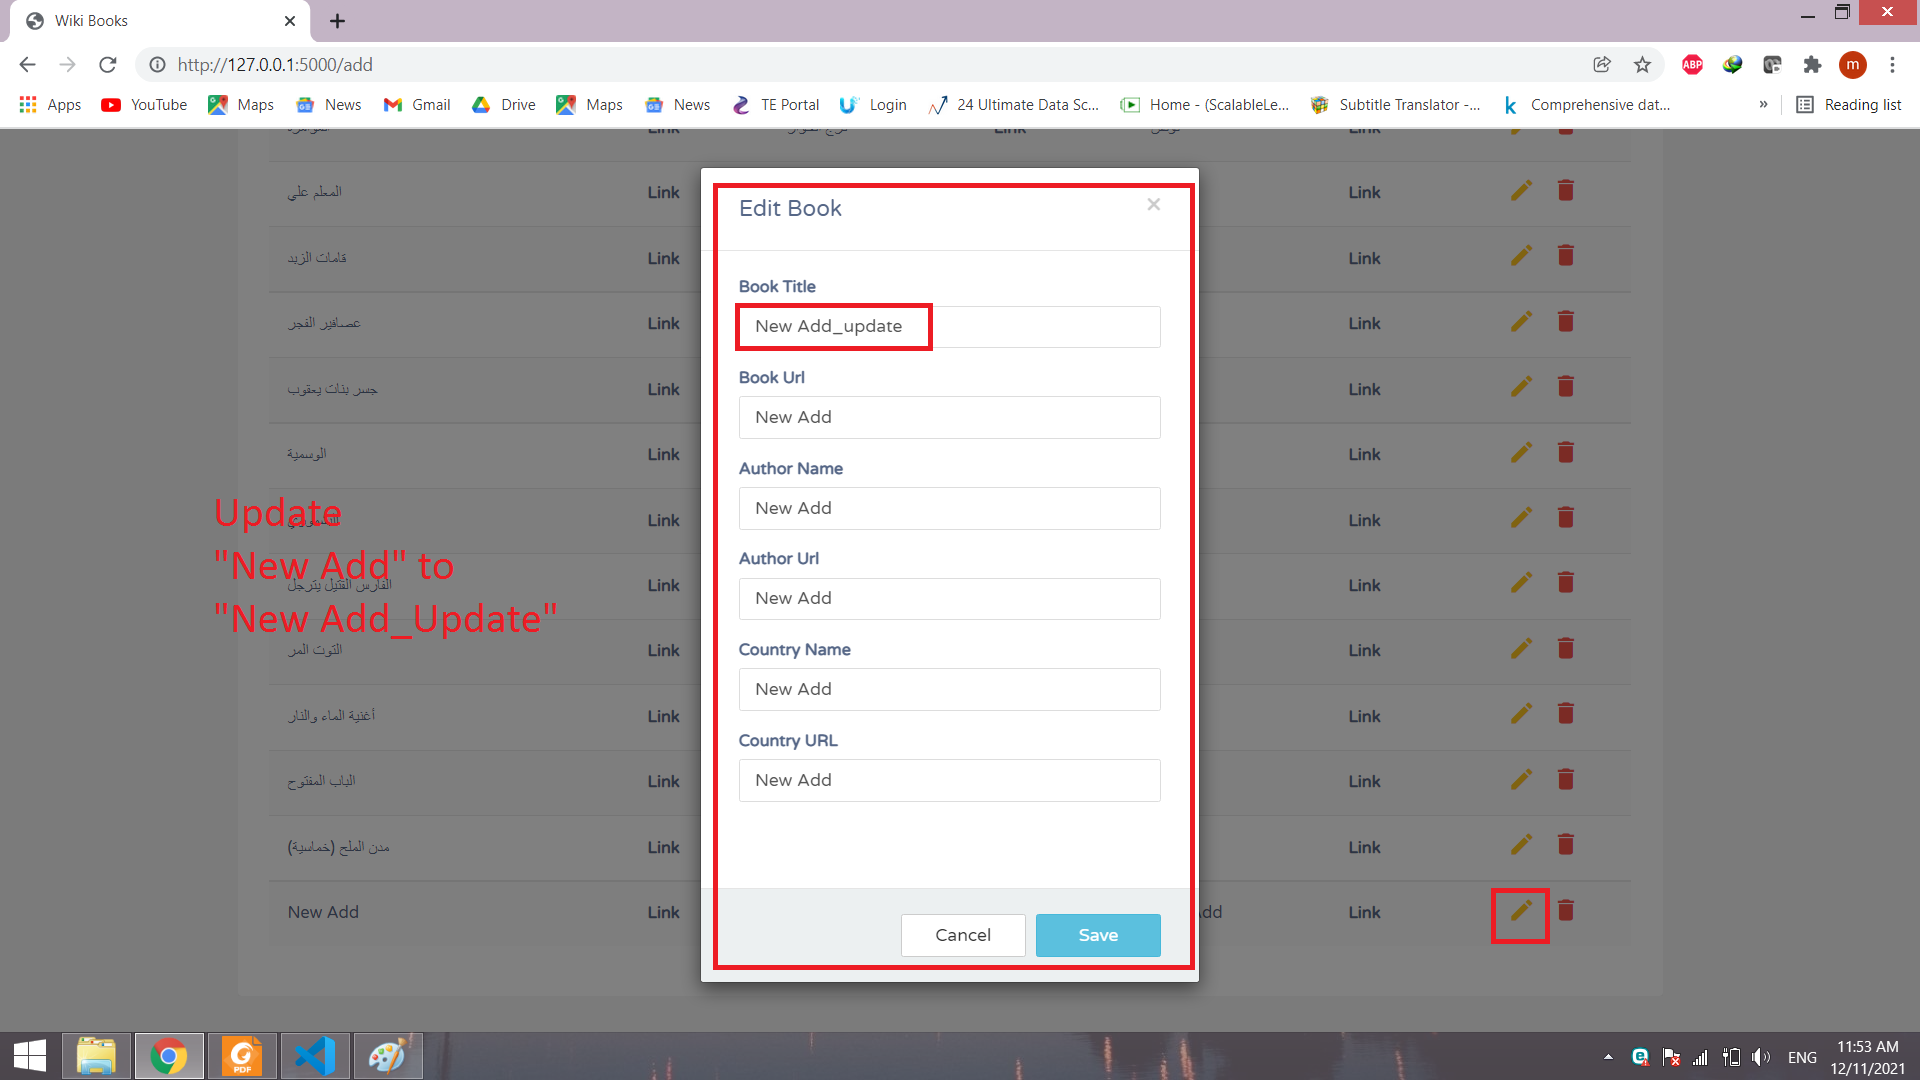 Wiki Books
http://127.0.0.1:5000/add
Apps YouTube Maps News Gmail Drive Maps News TE Portal Login 24 Ultimate Data Sc... Home - (ScalableLe... Subtitle Translator -... Comprehensive dat... » Reading list
ABP
m
المعلم علي Link Link
قامات الزبد Link Link
عصافير الفجر Link Link
جسر بنات يعقوب Link Link
الوسمية Link Link
Link Link
الفارس القتيل يترجل Link Link
التوت المر Link Link
أغنية الماء والنار Link Link
الباب المفتوح Link Link
مدن الملح (خماسية) Link Link
New Add Link Add Link
Update
"New Add" to
"New Add_Update"
Edit Book
Book Title
New Add_update
Book Url
New Add
Author Name
New Add
Author Url
New Add
Country Name
New Add
Country URL
New Add
Cancel Save
PDF
ENG
11:53 AM
12/11/2021